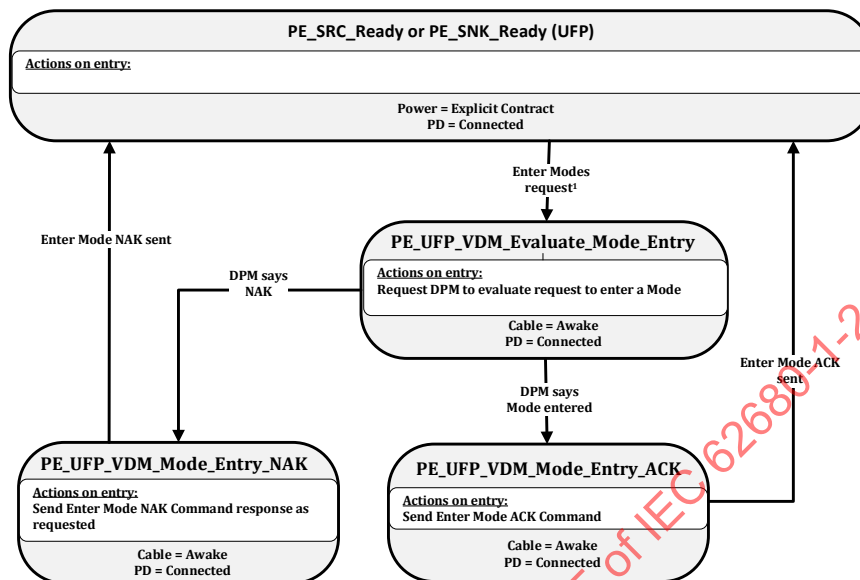 PE_SRC_Ready or PE_SNK_Ready (UFP)
Actions on entry:
Power = Explicit Contract
PD = Connected
Enter Modes
request¹
Enter Mode NAK sent
PE_UFP_VDM_Evaluate_Mode_Entry
Actions on entry:
Request DPM to evaluate request to enter a Mode
Cable = Awake
PD = Connected
DPM says
NAK
Enter Mode ACK
sent
DPM says
Mode entered
PE_UFP_VDM_Mode_Entry_NAK
Actions on entry:
Send Enter Mode NAK Command response as
requested
Cable = Awake
PD = Connected
PE_UFP_VDM_Mode_Entry_ACK
Actions on entry:
Send Enter Mode ACK Command
Cable = Awake
PD = Connected
of IEC 62680-1-2